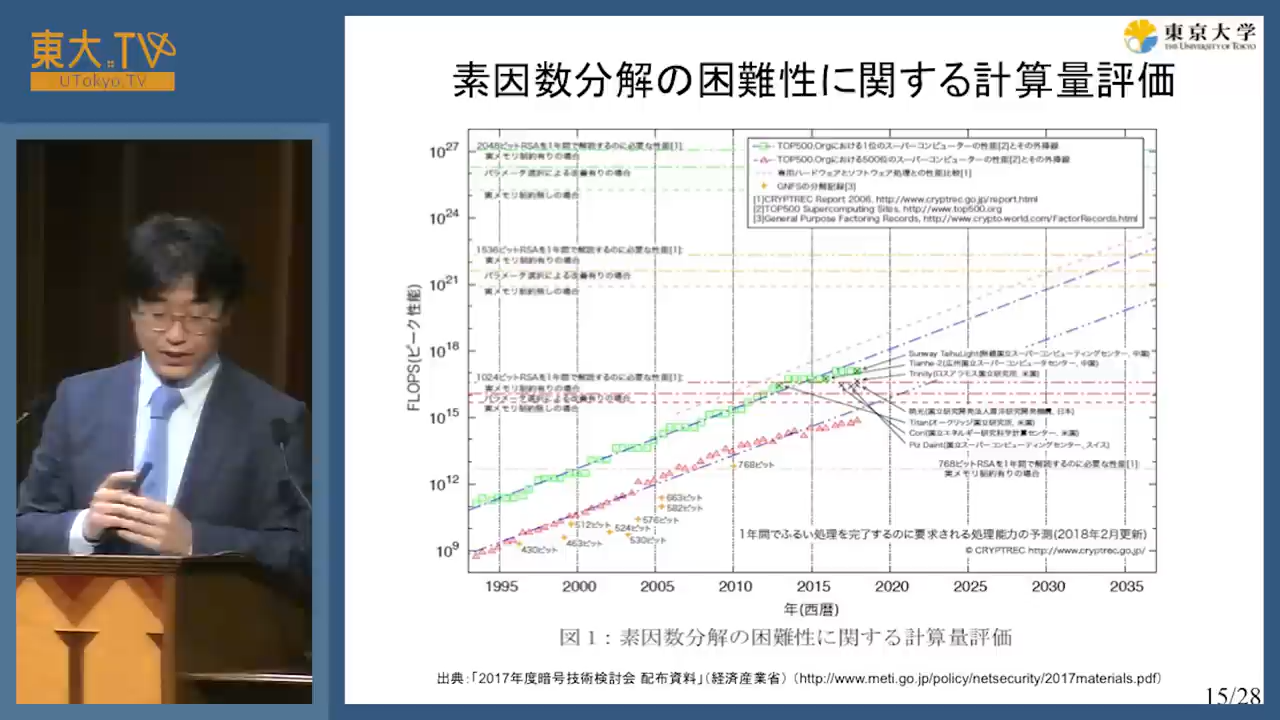 東大.TV
UTokyo.TV
東京大学
THE UNIVERSITY OF TOKYO
素因数分解の困難性に関する計算量評価
2048ビットRSAを1年間で解読するのに必要な性能[1]:
実メモリ制約有りの場合
パラメータ選択による改善有りの場合
実メモリ制約無しの場合
TOP500.Orgにおける1位のスーパーコンピューターの性能[2]とその外挿線
TOP500.Orgにおける500位のスーパーコンピューターの性能[2]とその外挿線
専用ハードウェアとソフトウェア処理との性能比較[1]
GNFSの分解記録[3]
[1]CRYPTREC Report 2006, http://www.cryptrec.go.jp/report.html
[2]TOP500 Supercomputing Sites, http://www.top500.org
[3]General Purpose Factoring Records, http://www.crypto.world.com/FactorRecords.html
1536ビットRSAを1年間で解読するのに必要な性能[1]:
実メモリ制約有りの場合
パラメータ選択による改善有りの場合
実メモリ制約無しの場合
1024ビットRSAを1年間で解読するのに必要な性能[1]:
実メモリ制約有りの場合
パラメータ選択による改善有りの場合
実メモリ制約無しの場合
Sunway TaihuLight(無錫国立スーパーコンピューティングセンター, 中国)
Tianhe-2(広州国立スーパーコンピュータセンター, 中国)
Trinity(ロスアラモス国立研究所, 米国)
暁光(国立研究開発法人海洋研究開発機構, 日本)
Titan(オークリッジ国立研究所, 米国)
Cori(国立エネルギー研究科学計算センター, 米国)
Piz Daint(国立スーパーコンピューティングセンター, スイス)
768ビットRSAを1年間で解読するのに必要な性能[1]:
実メモリ制約有りの場合
768ビット
663ビット
582ビット
576ビット
512ビット
524ビット
530ビット
463ビット
430ビット
1年間でふるい処理を完了するのに要求される処理能力の予測(2018年2月更新)
© CRYPTREC http://www.cryptrec.go.jp/
FLOPS(ピーク性能)
10^27
10^24
10^21
10^18
10^15
10^12
10^9
1995 2000 2005 2010 2015 2020 2025 2030 2035
年(西暦)
図1:素因数分解の困難性に関する計算量評価
出典:「2017年度暗号技術検討会 配布資料」(経済産業省) (http://www.meti.go.jp/policy/netsecurity/2017materials.pdf)
15/28